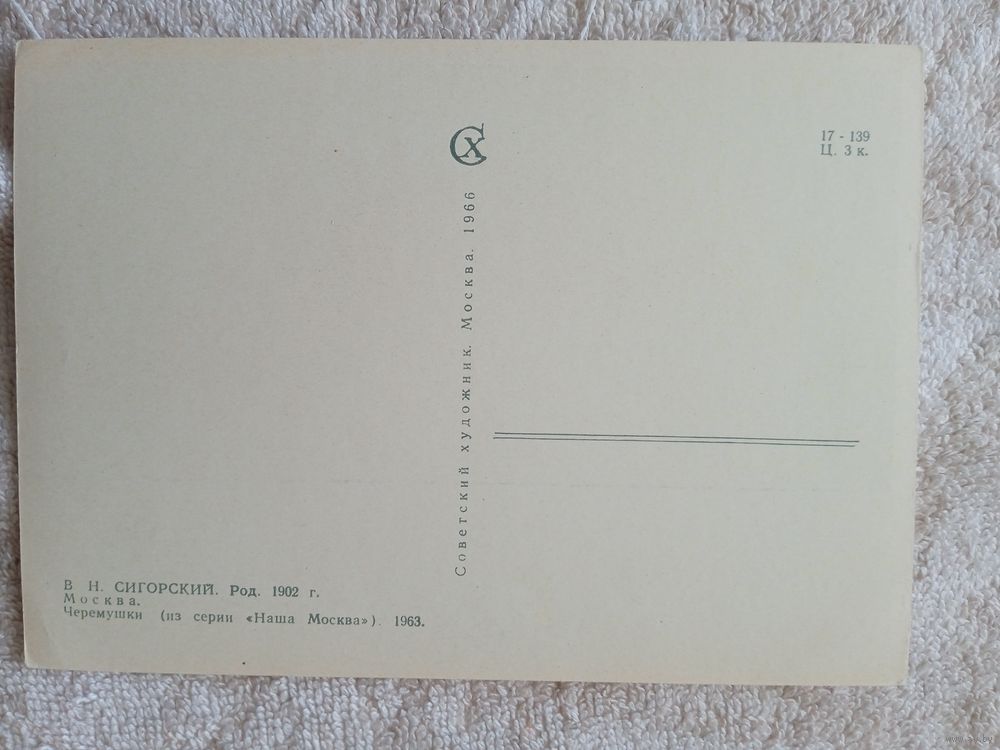 СХ
17 - 139
Ц. 3 к.
Советский художник. Москва. 1966
В Н. СИГОРСКИЙ. Род. 1902 г.
Москва.
Черемушки (из серии «Наша Москва»). 1963.